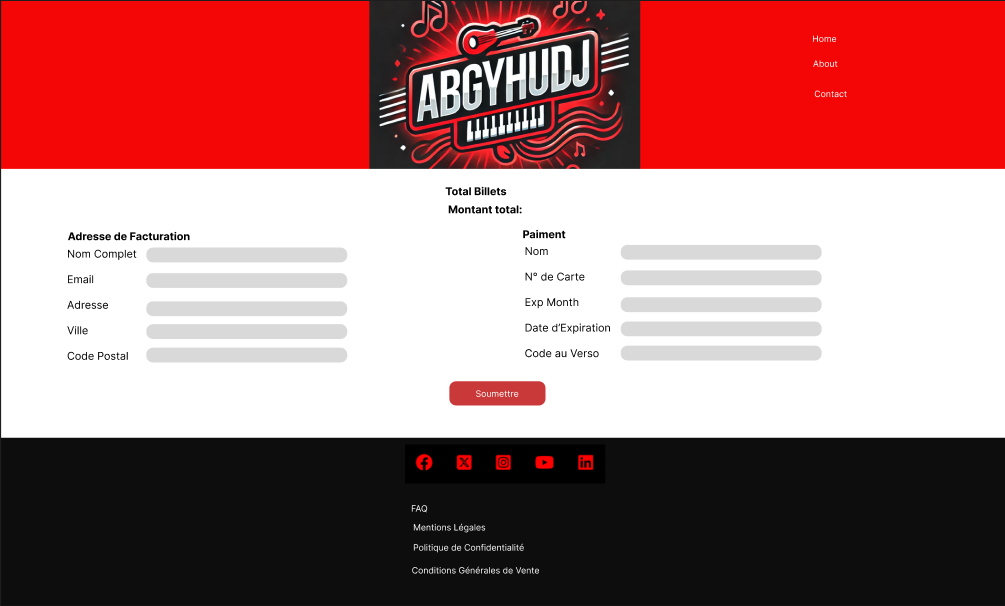 ABGYHUDJ
Home
About
Contact
Total Billets
Montant total:
Adresse de Facturation
Nom Complet
Email
Adresse
Ville
Code Postal
Paiment
Nom
N° de Carte
Exp Month
Date d’Expiration
Code au Verso
Soumettre
FAQ
Mentions Légales
Politique de Confidentialité
Conditions Générales de Vente